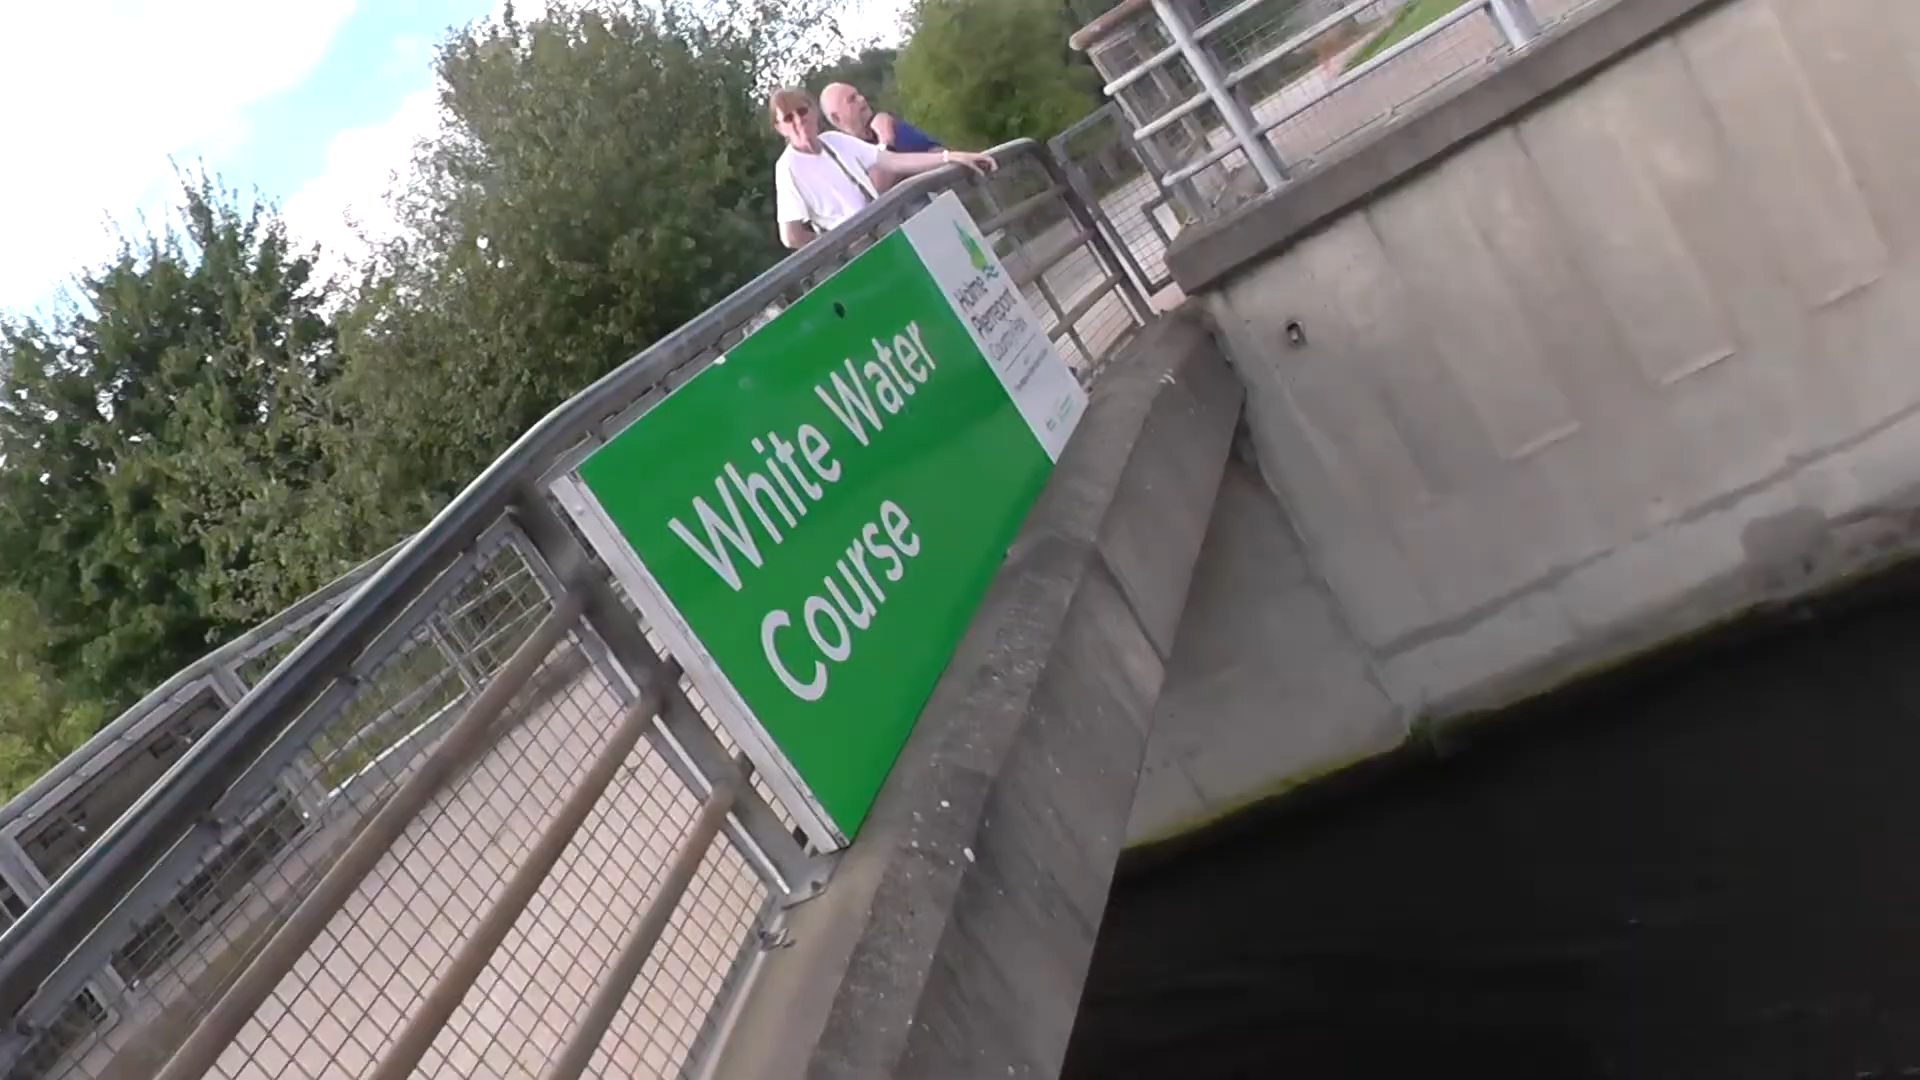 White Water
Course
Holme
Pierrepont
Country Park